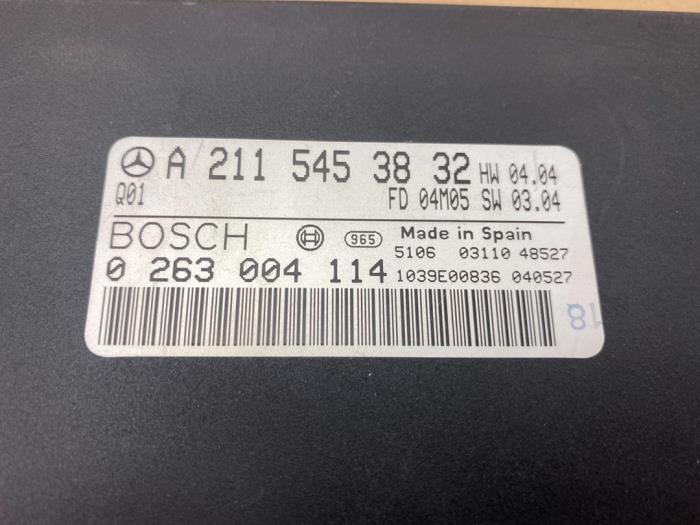 A 211 545 38 32 HW 04.04
Q01 FD 04M05 SW 03.04
BOSCH 965 Made in Spain
5106 03110 48527
0 263 004 114 1039E00836 040527
18